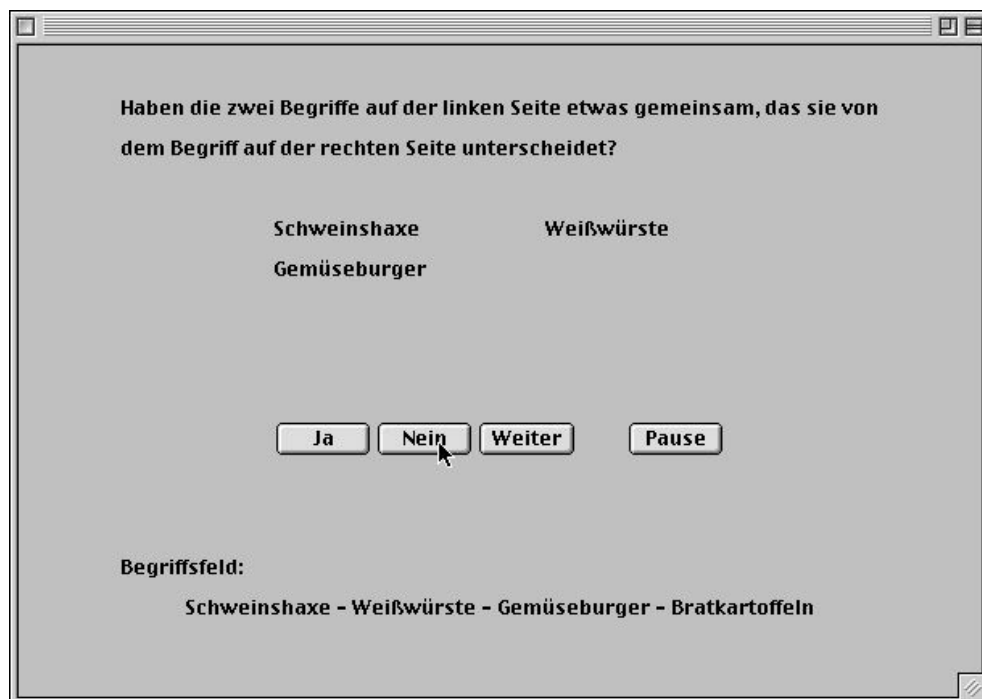 Haben die zwei Begriffe auf der linken Seite etwas gemeinsam, das sie von
dem Begriff auf der rechten Seite unterscheidet?
Schweinshaxe Weißwürste
Gemüseburger
Ja Nein Weiter Pause
Begriffsfeld:
Schweinshaxe - Weißwürste - Gemüseburger - Bratkartoffeln